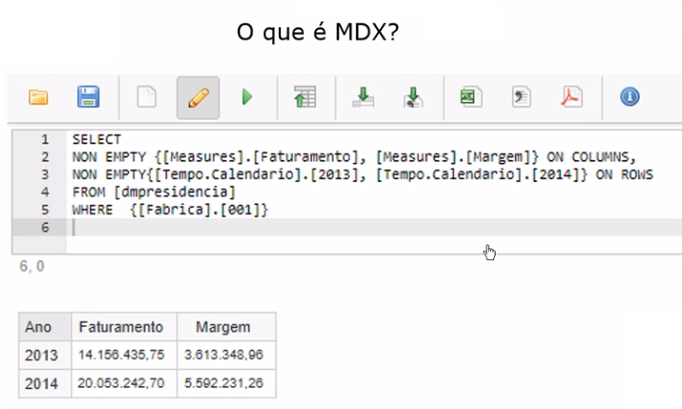 O que é MDX?
1 SELECT
2 NON EMPTY {[Measures].[Faturamento], [Measures].[Margem]} ON COLUMNS,
3 NON EMPTY{[Tempo.Calendario].[2013], [Tempo.Calendario].[2014]} ON ROWS
4 FROM [dmpresidencia]
5 WHERE  {[Fabrica].[001]}
6
6, 0
Ano Faturamento Margem
2013 14.156.435,75 3.613.348,96
2014 20.053.242,70 5.592.231,26